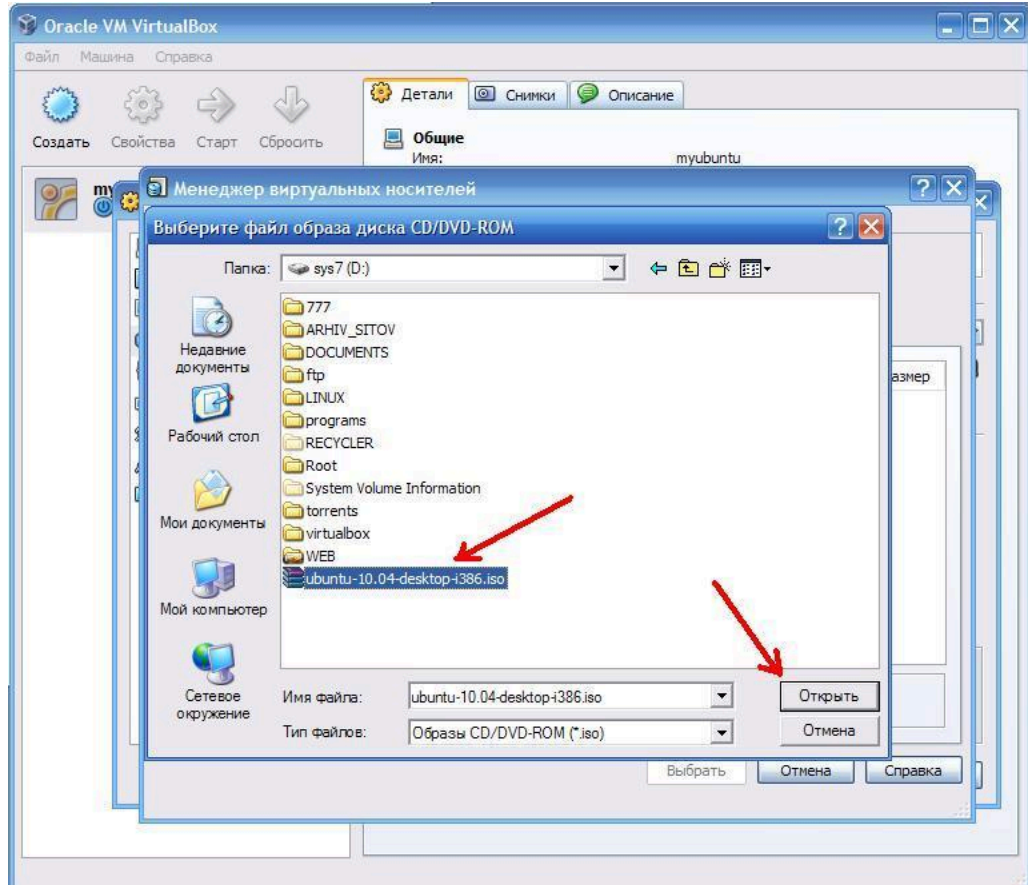 Oracle VM VirtualBox
Файл Машина Справка
Создать Свойства Старт Сбросить
Детали Снимки Описание
Общие
Имя: myubuntu
my
Менеджер виртуальных носителей
Выберите файл образа диска CD/DVD-ROM
Папка: sys7 (D:)
777
ARHIV_SITOV
DOCUMENTS
ftp
LINUX
programs
RECYCLER
Root
System Volume Information
torrents
virtualbox
WEB
ubuntu-10.04-desktop-i386.iso
Недавние
документы
Рабочий стол
Мои документы
Мой компьютер
Сетевое
окружение
азмер
Имя файла: ubuntu-10.04-desktop-i386.iso Открыть
Тип файлов: Образы CD/DVD-ROM (*.iso) Отмена
Выбрать Отмена Справка